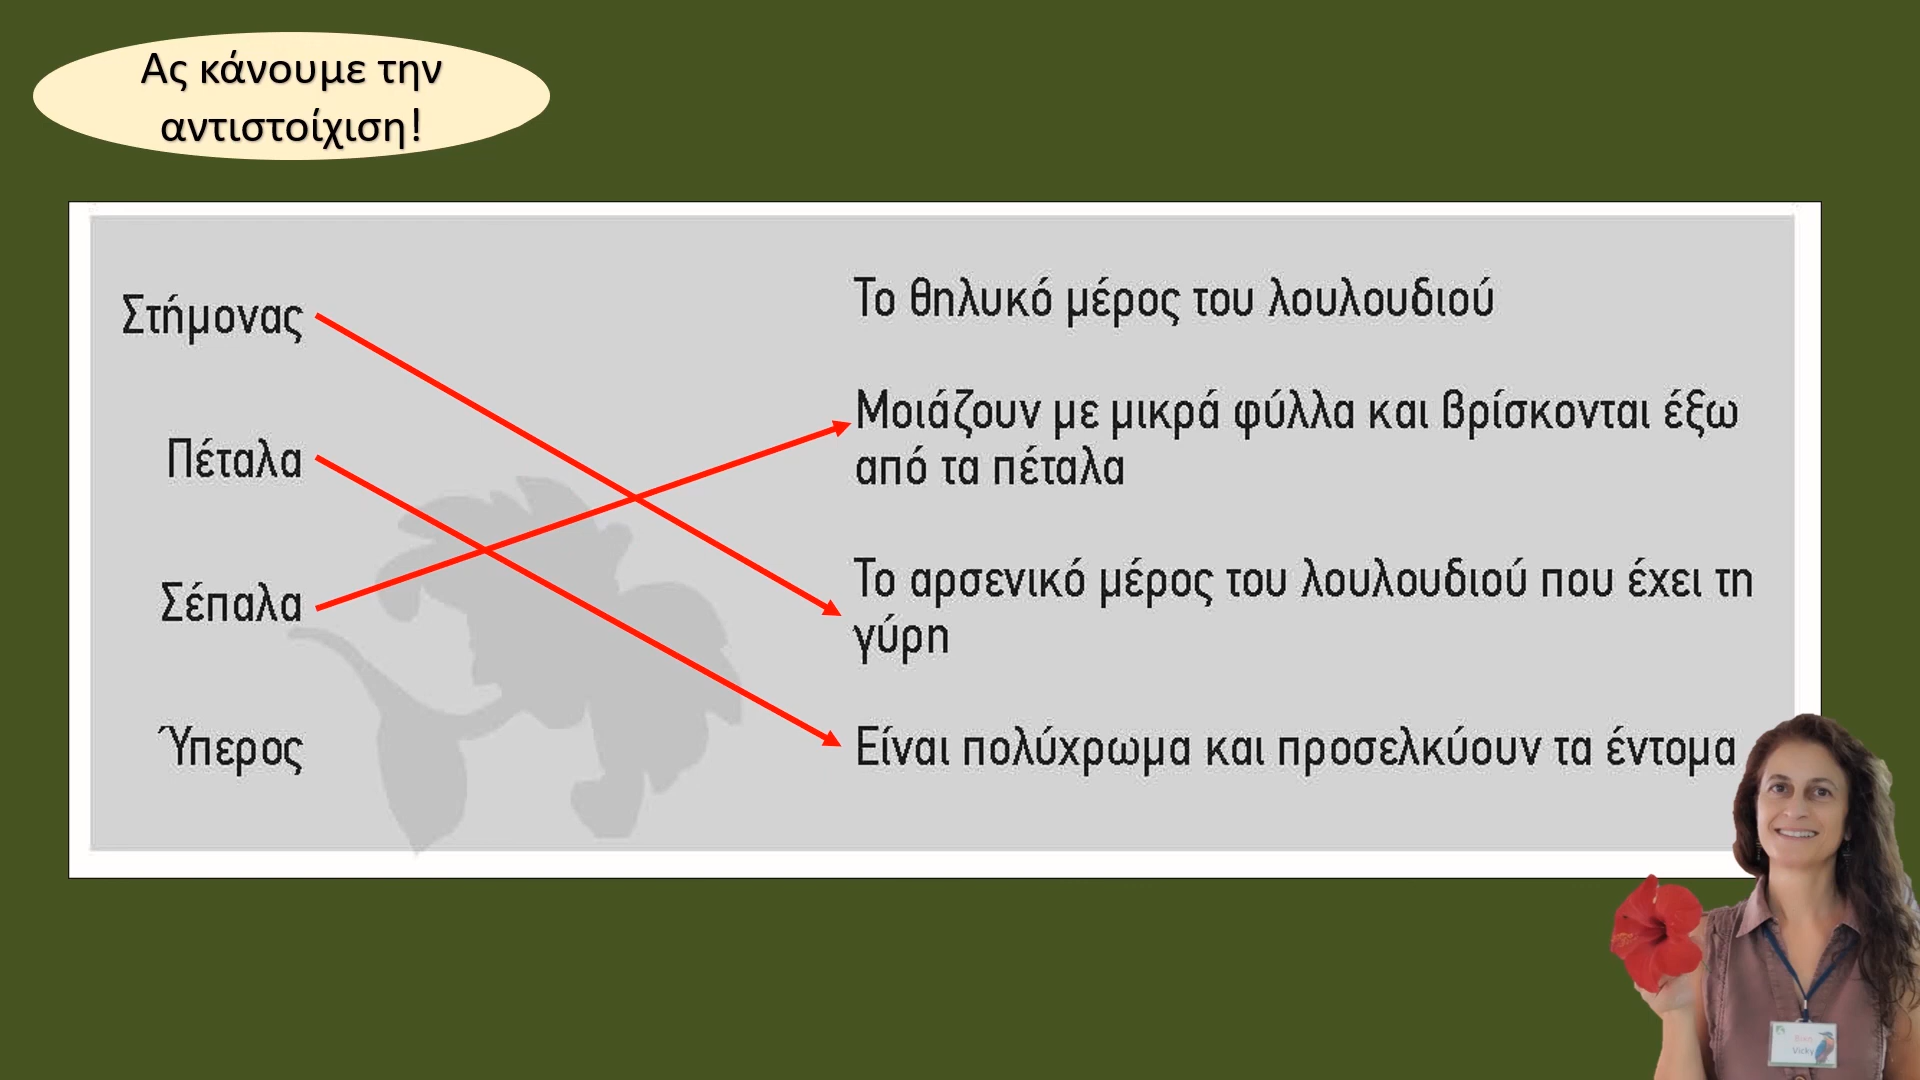 Ας κάνουμε την
αντιστοίχιση!
Στήμονας
Πέταλα
Σέπαλα
Ύπερος
Το θηλυκό μέρος του λουλουδιού
Μοιάζουν με μικρά φύλλα και βρίσκονται έξω
από τα πέταλα
Το αρσενικό μέρος του λουλουδιού που έχει τη
γύρη
Είναι πολύχρωμα και προσελκύουν τα έντομα
Vicky